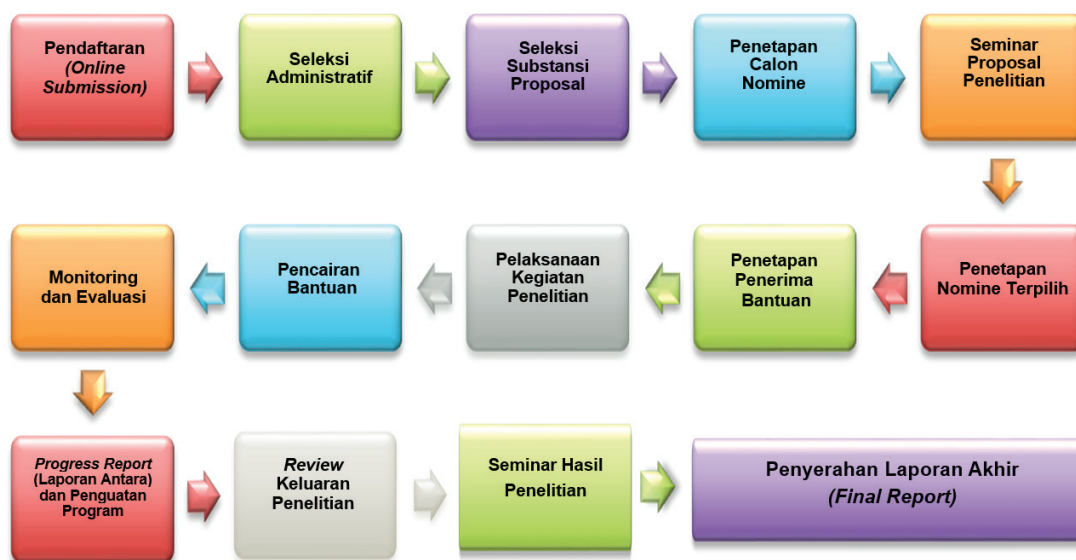 Pendaftaran
(Online
Submission)
Seleksi
Administratif
Seleksi
Substansi
Proposal
Penetapan
Calon
Nomine
Seminar
Proposal
Penelitian
Penetapan
Nomine Terpilih
Penetapan
Penerima
Bantuan
Pelaksanaan
Kegiatan
Penelitian
Pencairan
Bantuan
Monitoring
dan Evaluasi
Progress Report
(Laporan Antara)
dan Penguatan
Program
Review
Keluaran
Penelitian
Seminar Hasil
Penelitian
Penyerahan Laporan Akhir
(Final Report)